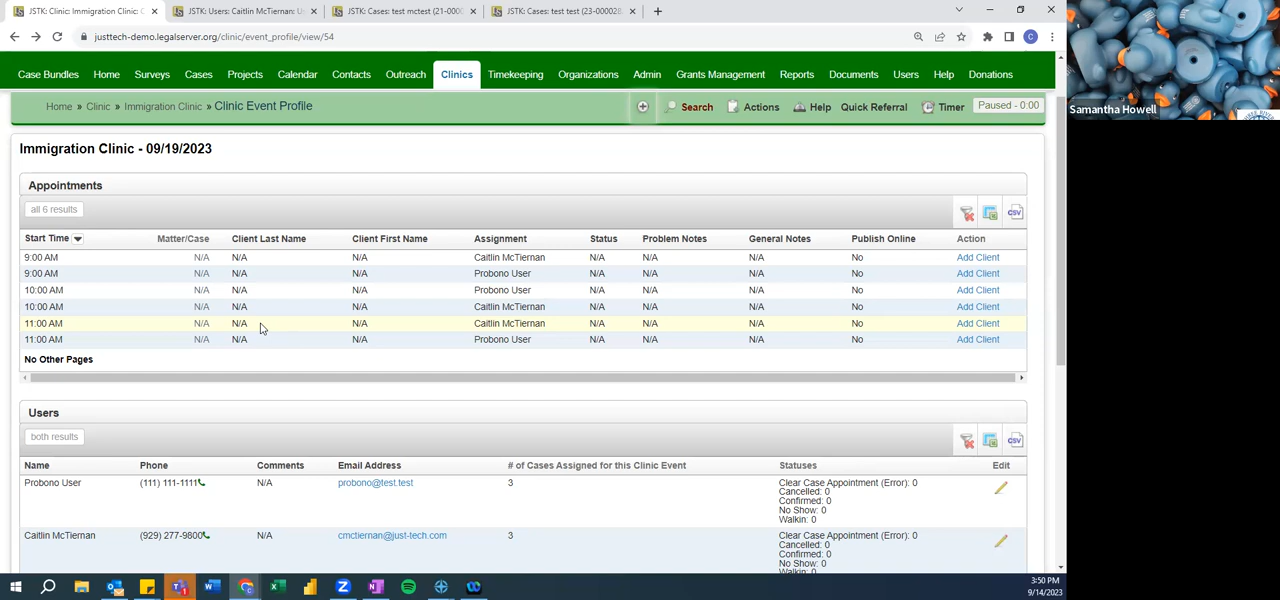 JSTK: Clinic: Immigration Clinic: C
JSTK: Users: Caitlin McTiernan: Us
JSTK: Cases: test mctest (21-0000
JSTK: Cases: test test (23-0000028
justtech-demo.legalserver.org/clinic/event_profile/view/54
Case Bundles Home Surveys Cases Projects Calendar Contacts Outreach Clinics Timekeeping Organizations Admin Grants Management Reports Documents Users Help Donations
Home » Clinic » Immigration Clinic » Clinic Event Profile
Search Actions Help Quick Referral Timer Paused - 0:00
Samantha Howell
Immigration Clinic - 09/19/2023
Appointments
all 6 results
CSV
Start Time Matter/Case Client Last Name Client First Name Assignment Status Problem Notes General Notes Publish Online Action
9:00 AM N/A N/A N/A Caitlin McTiernan N/A N/A N/A No Add Client
9:00 AM N/A N/A N/A Probono User N/A N/A N/A No Add Client
10:00 AM N/A N/A N/A Probono User N/A N/A N/A No Add Client
10:00 AM N/A N/A N/A Caitlin McTiernan N/A N/A N/A No Add Client
11:00 AM N/A N/A N/A Caitlin McTiernan N/A N/A N/A No Add Client
11:00 AM N/A N/A N/A Probono User N/A N/A N/A No Add Client
No Other Pages
Users
both results
CSV
Name Phone Comments Email Address # of Cases Assigned for this Clinic Event Statuses Edit
Probono User (111) 111-1111 N/A probono@test.test 3 Clear Case Appointment (Error): 0
Cancelled: 0
Confirmed: 0
No Show: 0
Walkin: 0
Caitlin McTiernan (929) 277-9800 N/A cmctiernan@just-tech.com 3 Clear Case Appointment (Error): 0
Cancelled: 0
Confirmed: 0
No Show: 0
3:50 PM
9/14/2023